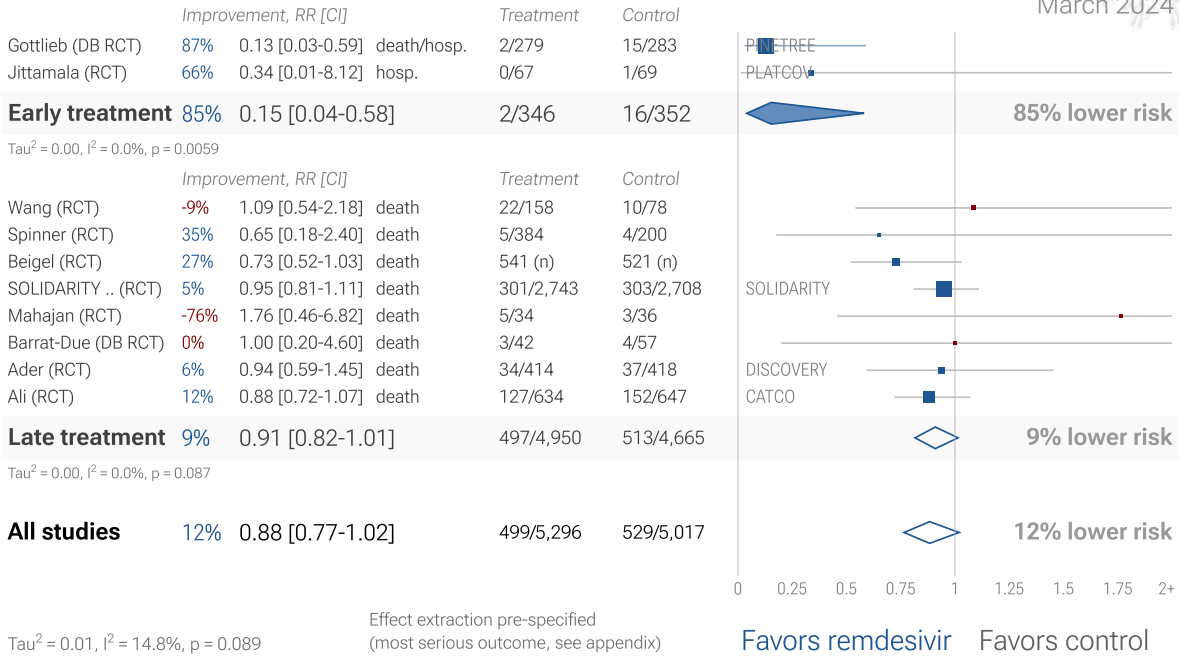 March 2024
Improvement, RR [CI] Treatment Control
Gottlieb (DB RCT) 87% 0.13 [0.03-0.59] death/hosp. 2/279 15/283 PINETREE
Jittamala (RCT) 66% 0.34 [0.01-8.12] hosp. 0/67 1/69 PLATCOV
Early treatment 85% 0.15 [0.04-0.58] 2/346 16/352 85% lower risk
Tau² = 0.00, I² = 0.0%, p = 0.0059
Improvement, RR [CI] Treatment Control
Wang (RCT) -9% 1.09 [0.54-2.18] death 22/158 10/78
Spinner (RCT) 35% 0.65 [0.18-2.40] death 5/384 4/200
Beigel (RCT) 27% 0.73 [0.52-1.03] death 541 (n) 521 (n)
SOLIDARITY .. (RCT) 5% 0.95 [0.81-1.11] death 301/2,743 303/2,708 SOLIDARITY
Mahajan (RCT) -76% 1.76 [0.46-6.82] death 5/34 3/36
Barrat-Due (DB RCT) 0% 1.00 [0.20-4.60] death 3/42 4/57
Ader (RCT) 6% 0.94 [0.59-1.45] death 34/414 37/418 DISCOVERY
Ali (RCT) 12% 0.88 [0.72-1.07] death 127/634 152/647 CATCO
Late treatment 9% 0.91 [0.82-1.01] 497/4,950 513/4,665 9% lower risk
Tau² = 0.00, I² = 0.0%, p = 0.087
All studies 12% 0.88 [0.77-1.02] 499/5,296 529/5,017 12% lower risk
0 0.25 0.5 0.75 1 1.25 1.5 1.75 2+
Effect extraction pre-specified
Tau² = 0.01, I² = 14.8%, p = 0.089 (most serious outcome, see appendix) Favors remdesivir Favors control